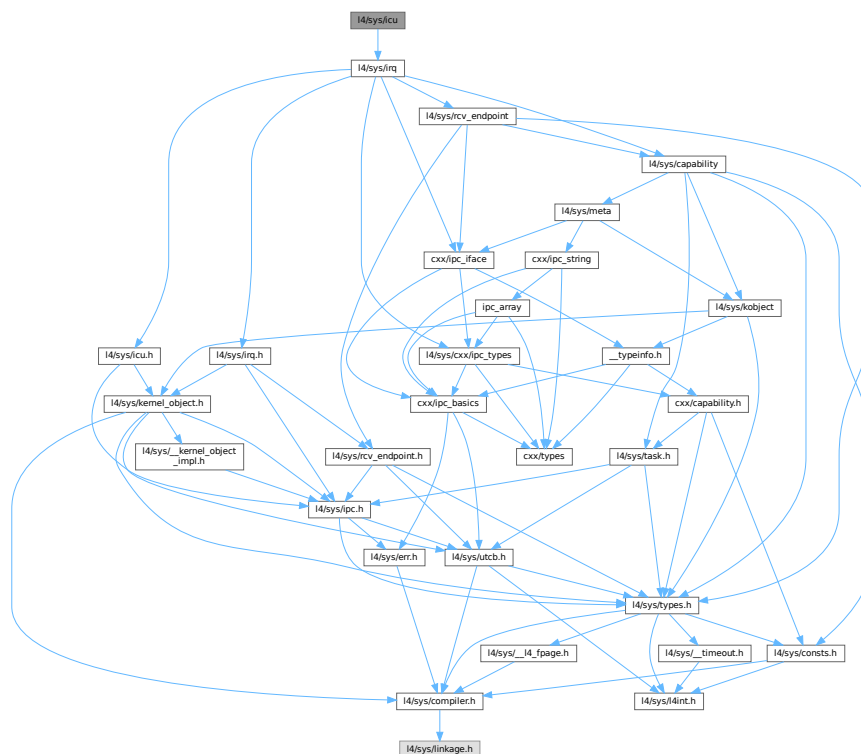 l4/sys/icu
l4/sys/irq
l4/sys/rcv_endpoint
l4/sys/capability
l4/sys/meta
cxx/ipc_iface
cxx/ipc_string
ipc_array
l4/sys/kobject
l4/sys/icu.h
l4/sys/irq.h
l4/sys/cxx/ipc_types
__typeinfo.h
l4/sys/kernel_object.h
cxx/ipc_basics
cxx/capability.h
l4/sys/__kernel_object
_impl.h
l4/sys/rcv_endpoint.h
cxx/types
l4/sys/task.h
l4/sys/ipc.h
l4/sys/err.h
l4/sys/utcb.h
l4/sys/types.h
l4/sys/__l4_fpage.h
l4/sys/__timeout.h
l4/sys/consts.h
l4/sys/compiler.h
l4/sys/l4int.h
l4/sys/linkage.h